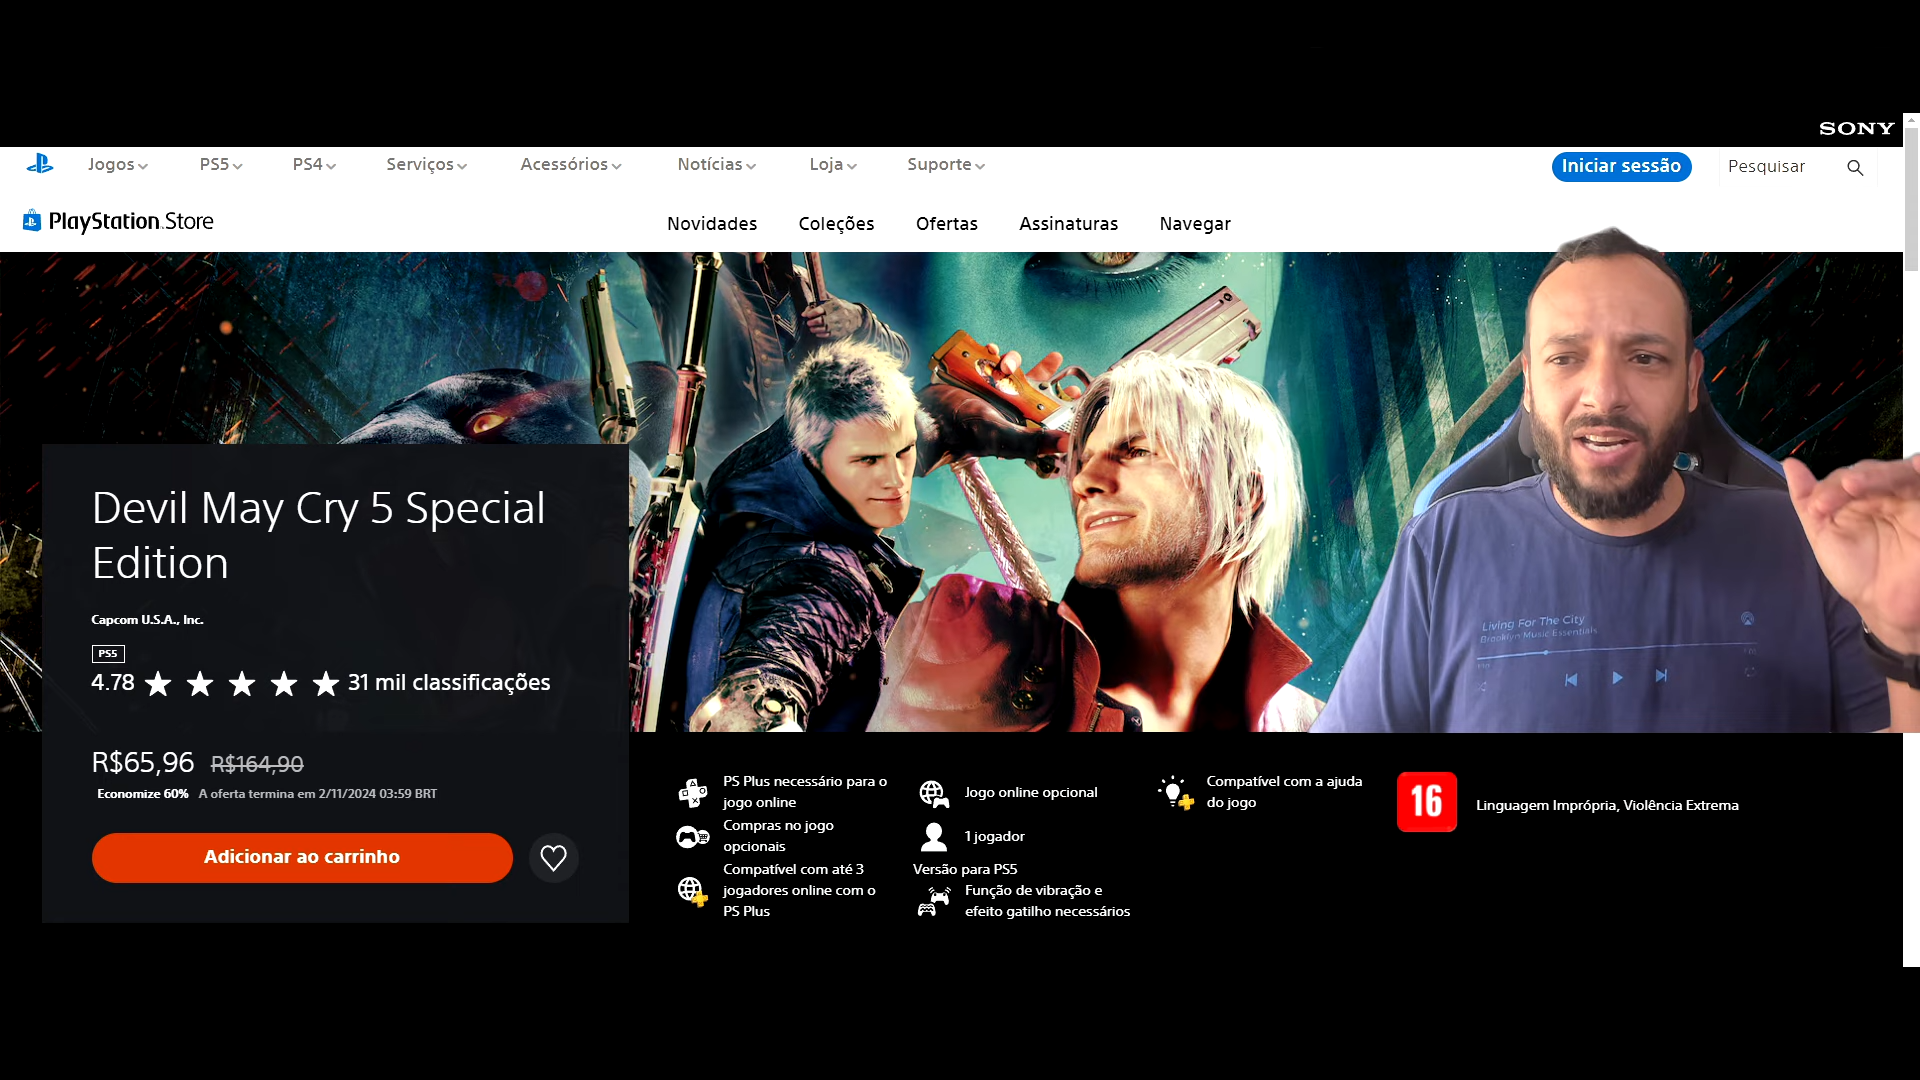 SONY
Jogos
PS5
PS4
Serviços
Acessórios
Notícias
Loja
Suporte
Iniciar sessão
Pesquisar
PlayStation Store
Novidades
Coleções
Ofertas
Assinaturas
Navegar
Devil May Cry 5 Special
Edition
Capcom U.S.A., Inc.
PS5
4.78
31 mil classificações
R$65,96 R$164,90
Economize 60% A oferta termina em 2/11/2024 03:59 BRT
Adicionar ao carrinho
PS Plus necessário para o
jogo online
Compras no jogo
opcionais
Compatível com até 3
jogadores online com o
PS Plus
Jogo online opcional
1 jogador
Versão para PS5
Função de vibração e
efeito gatilho necessários
Compatível com a ajuda
do jogo
16
Linguagem Imprópria, Violência Extrema
Living For The City
Brooklyn Music Essentials